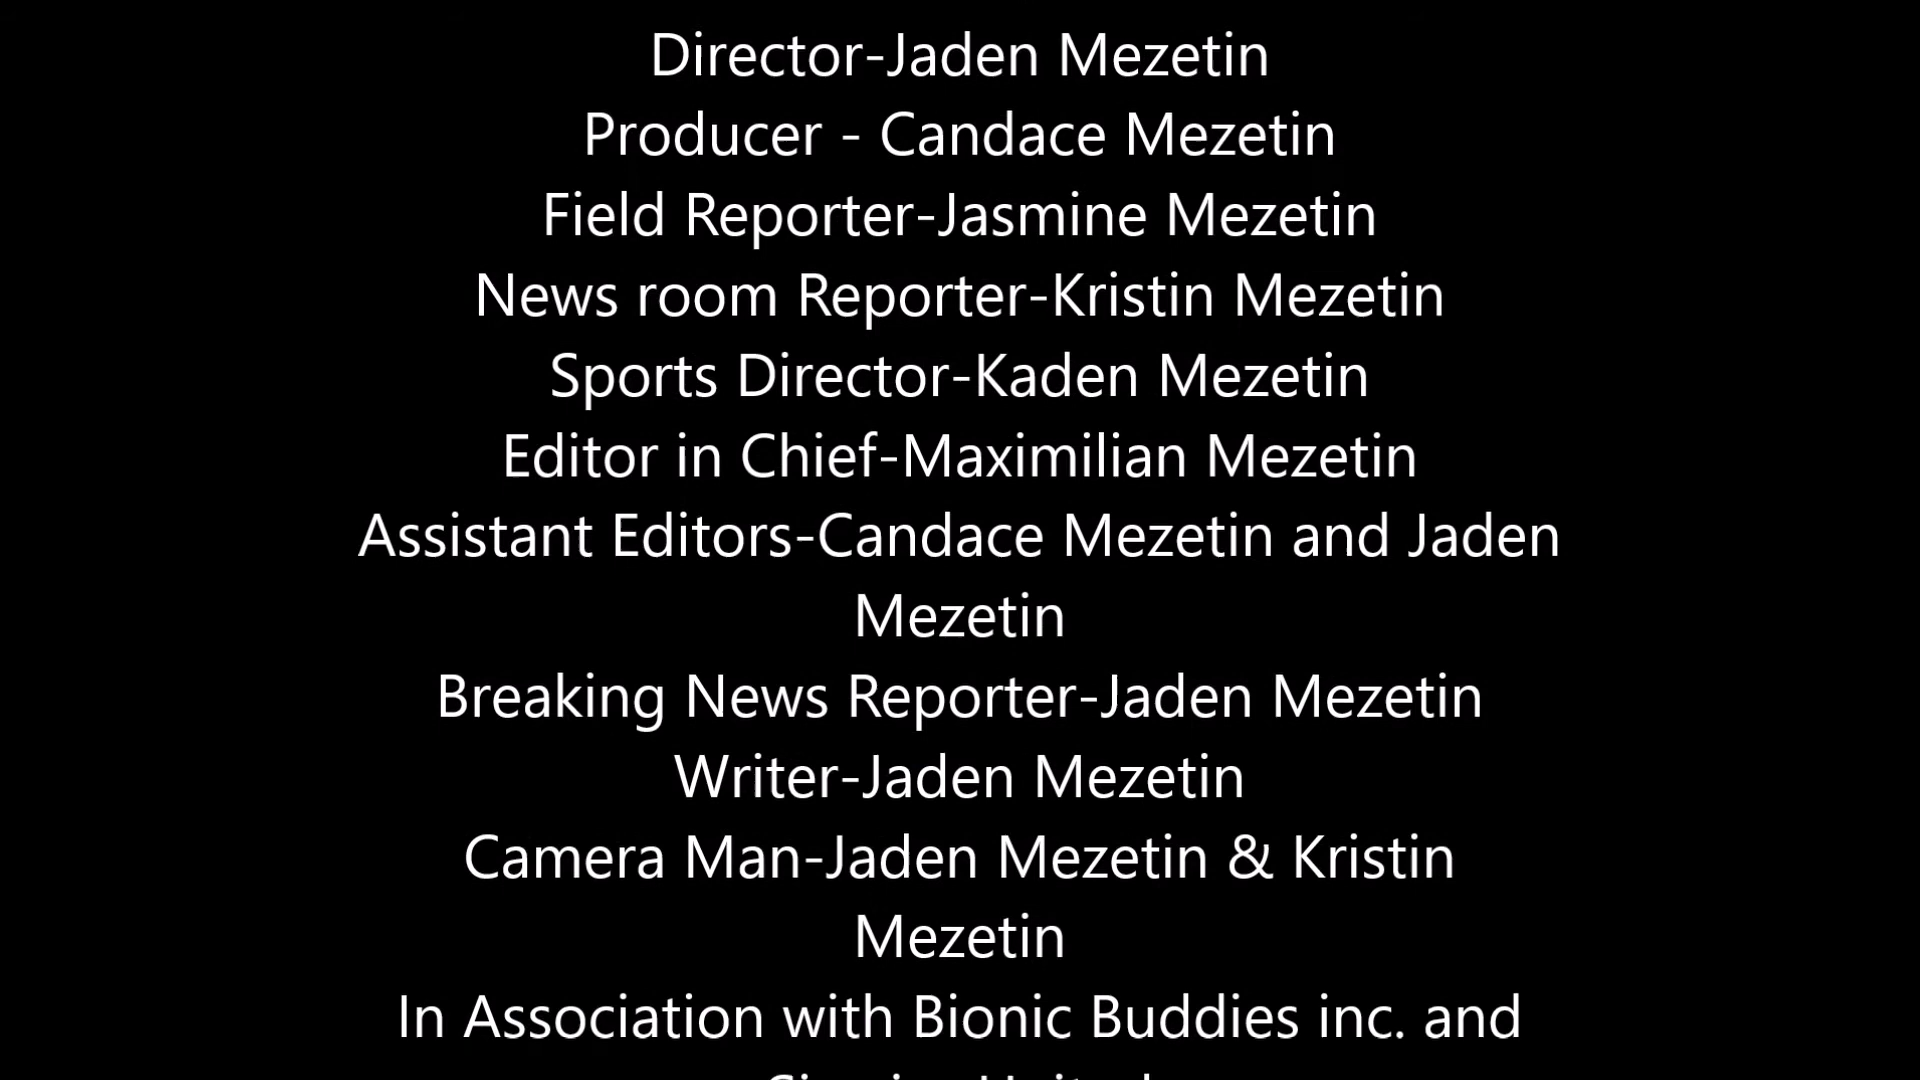 Director-Jaden Mezetin
Producer - Candace Mezetin
Field Reporter-Jasmine Mezetin
News room Reporter-Kristin Mezetin
Sports Director-Kaden Mezetin
Editor in Chief-Maximilian Mezetin
Assistant Editors-Candace Mezetin and Jaden
Mezetin
Breaking News Reporter-Jaden Mezetin
Writer-Jaden Mezetin
Camera Man-Jaden Mezetin & Kristin
Mezetin
In Association with Bionic Buddies inc. and